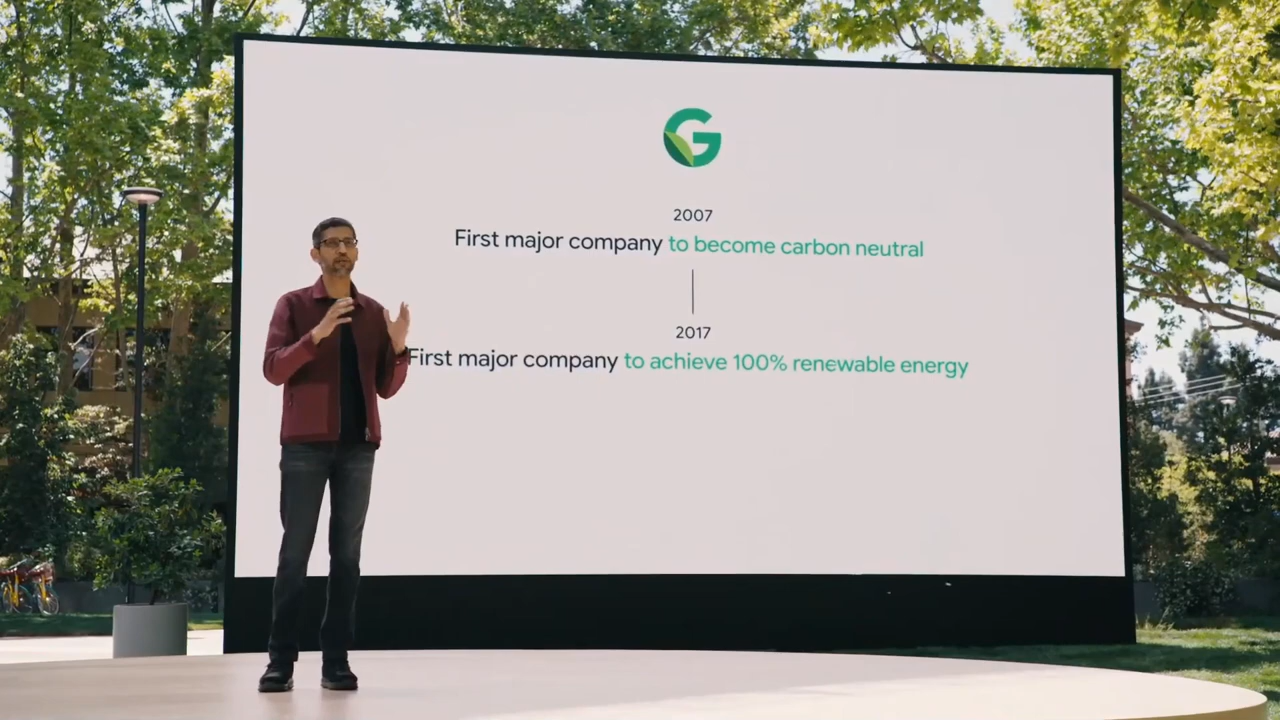 G
2007
First major company to become carbon neutral
2017
First major company to achieve 100% renewable energy